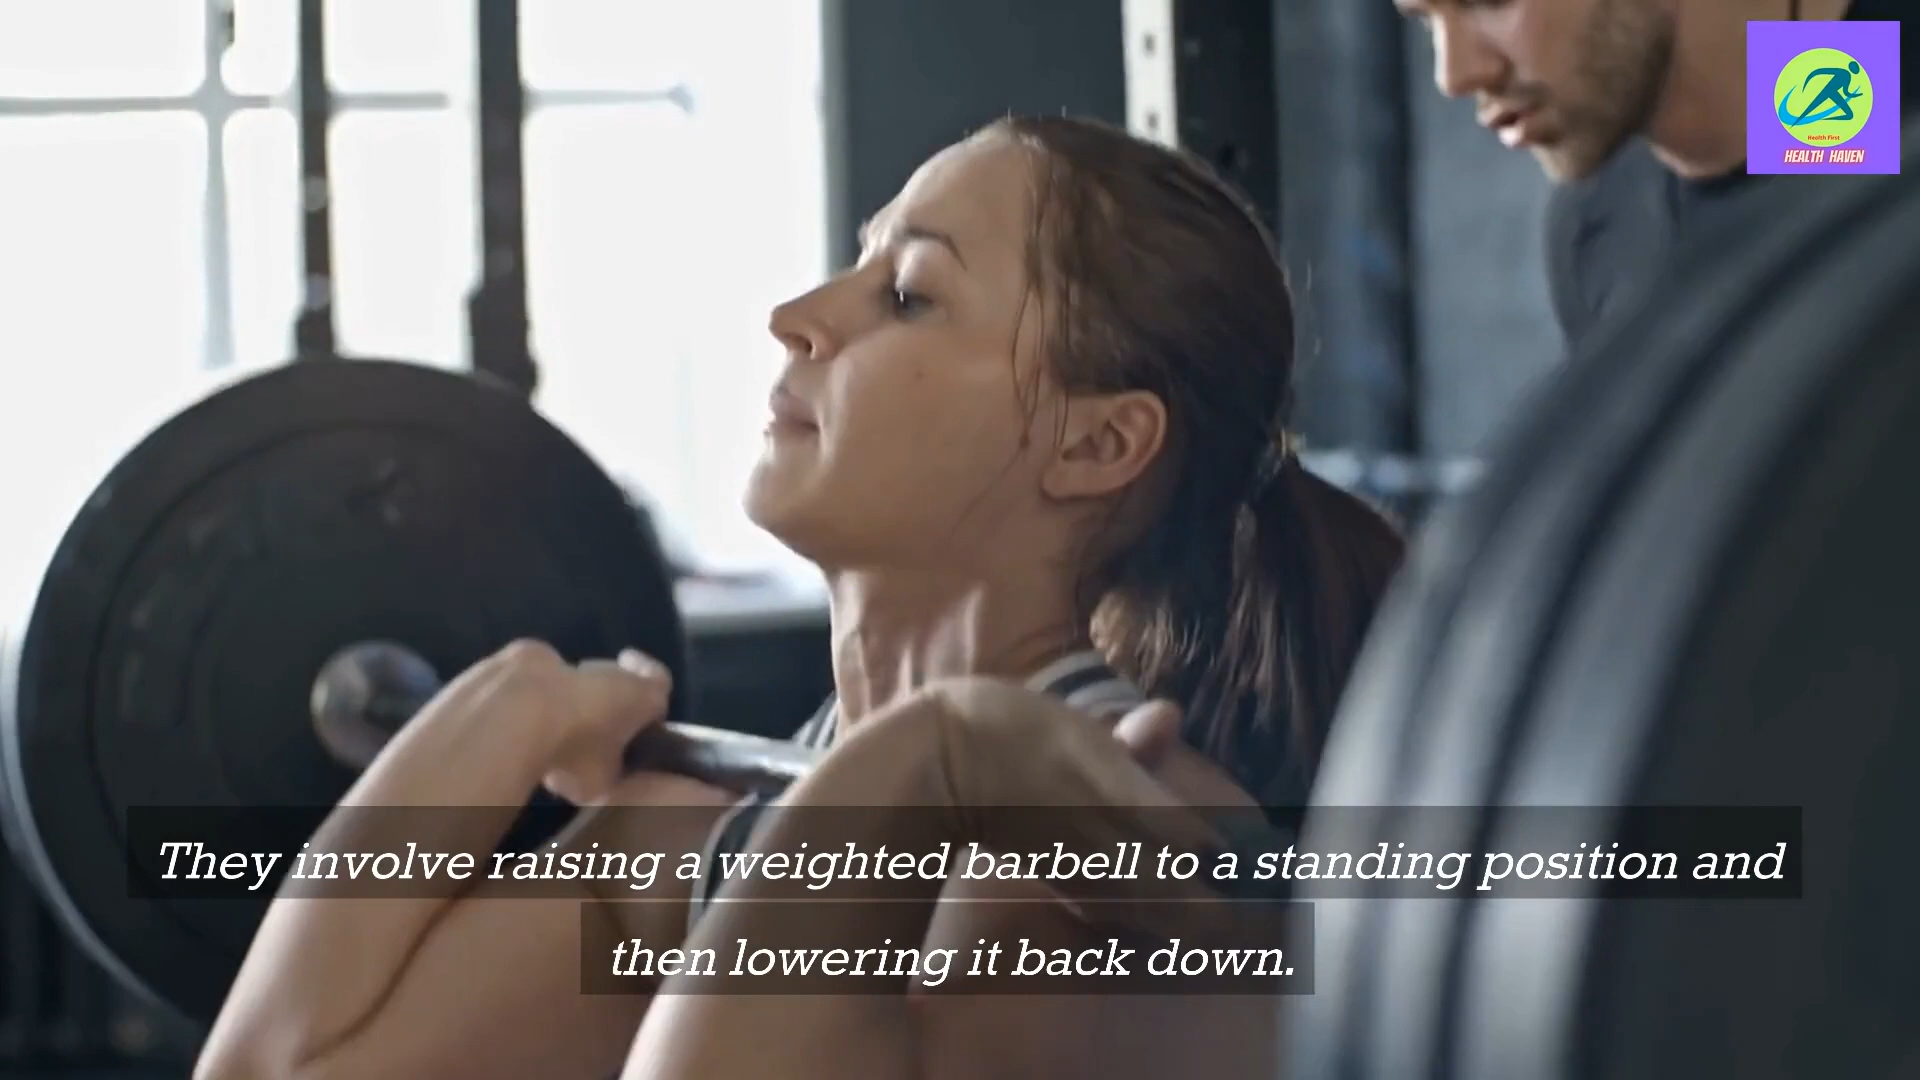 Health First
HEALTH HAVEN
They involve raising a weighted barbell to a standing position and
then lowering it back down.